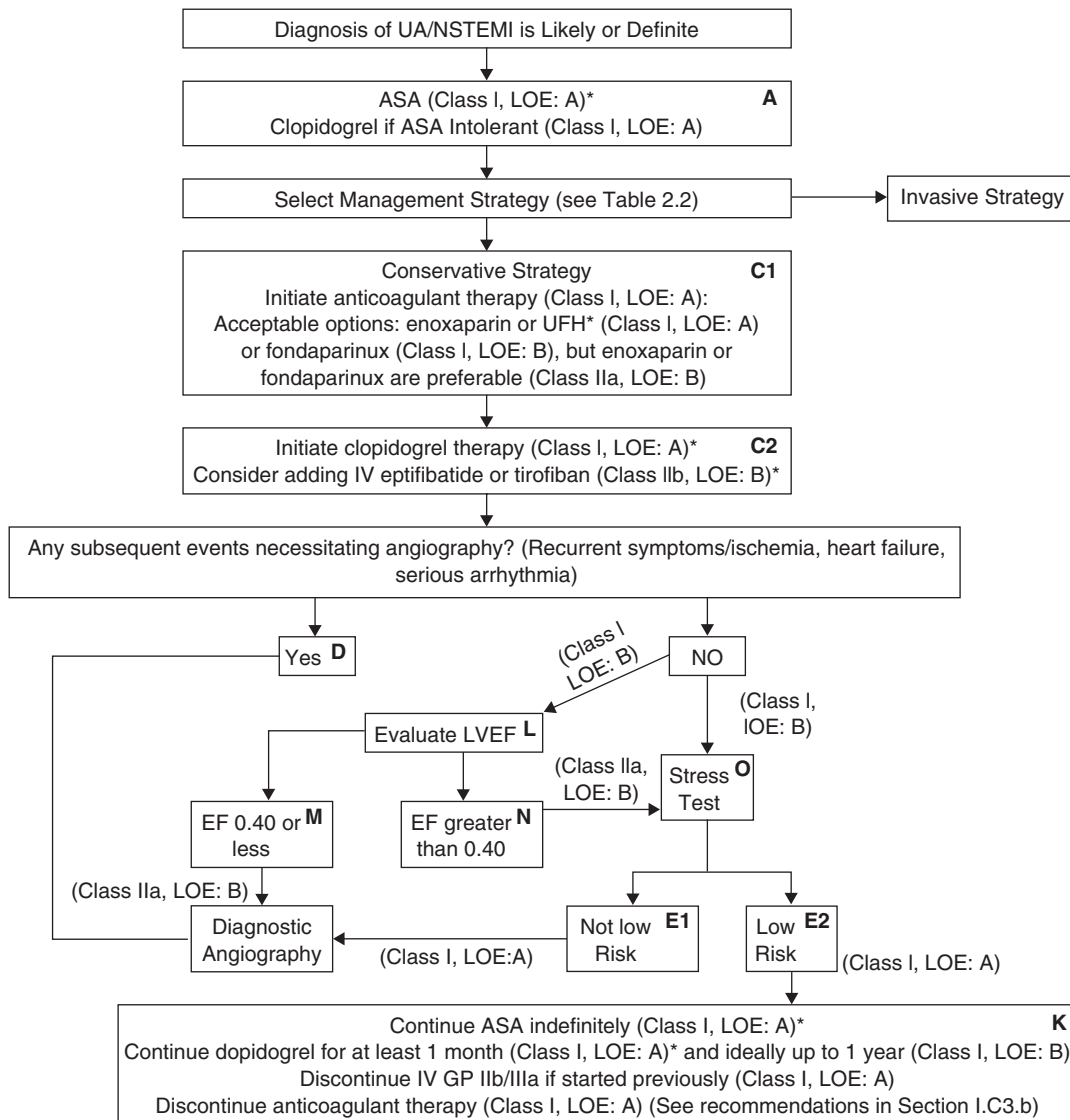 Diagnosis of UA/NSTEMI is Likely or Definite
ASA (Class I, LOE: A)* A
Clopidogrel if ASA Intolerant (Class I, LOE: A)
Select Management Strategy (see Table 2.2)
Invasive Strategy
Conservative Strategy C1
Initiate anticoagulant therapy (Class I, LOE: A):
Acceptable options: enoxaparin or UFH* (Class I, LOE: A)
or fondaparinux (Class I, LOE: B), but enoxaparin or
fondaparinux are preferable (Class IIa, LOE: B)
Initiate clopidogrel therapy (Class I, LOE: A)* C2
Consider adding IV eptifibatide or tirofiban (Class IIb, LOE: B)*
Any subsequent events necessitating angiography? (Recurrent symptoms/ischemia, heart failure,
serious arrhythmia)
Yes D
NO
(Class I
LOE: B)
(Class I,
lOE: B)
Evaluate LVEF L
(Class IIa,
LOE: B)
Stress O
Test
EF 0.40 or M
less
EF greater N
than 0.40
(Class IIa, LOE: B)
Diagnostic
Angiography
(Class I, LOE:A)
Not low E1
Risk
Low E2
Risk
(Class I, LOE: A)
Continue ASA indefinitely (Class I, LOE: A)* K
Continue dopidogrel for at least 1 month (Class I, LOE: A)* and ideally up to 1 year (Class I, LOE: B)
Discontinue IV GP IIb/IIIa if started previously (Class I, LOE: A)
Discontinue anticoagulant therapy (Class I, LOE: A) (See recommendations in Section I.C3.b)